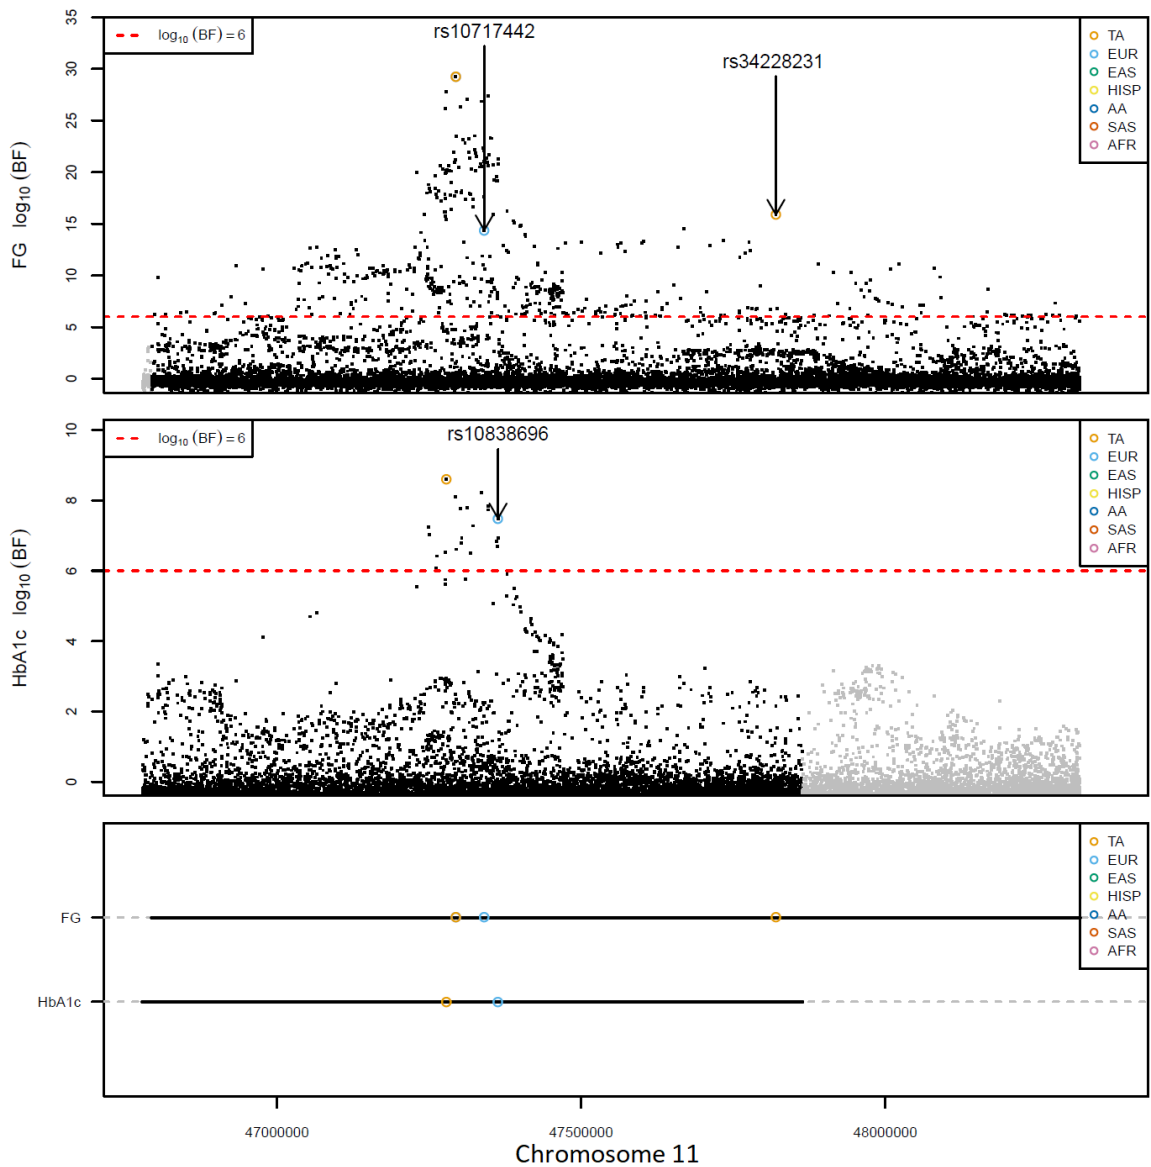 35
30
25
20
15
10
5
0
FG log10 (BF)
log10 (BF) = 6
rs10717442
rs34228231
TA
EUR
EAS
HISP
AA
SAS
AFR
10
8
6
4
2
0
HbA1c log10 (BF)
log10 (BF) = 6
rs10838696
TA
EUR
EAS
HISP
AA
SAS
AFR
FG
HbA1c
TA
EUR
EAS
HISP
AA
SAS
AFR
47000000 47500000 48000000
Chromosome 11